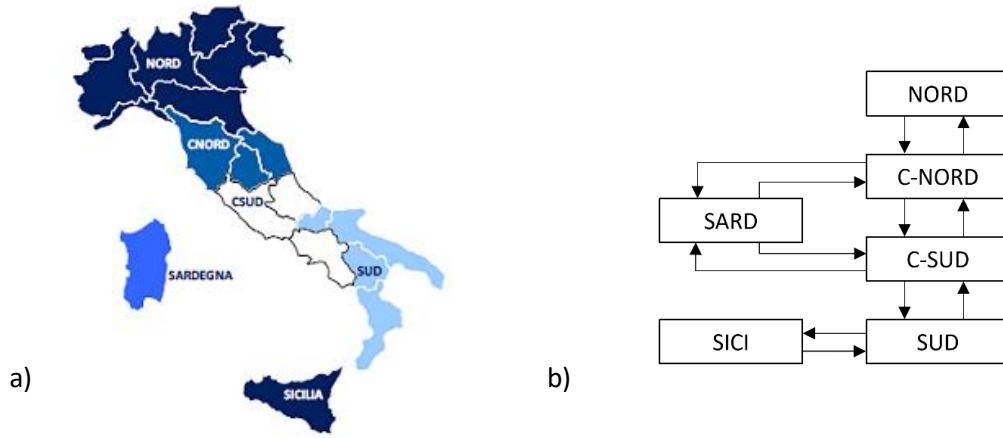 NORD
CNORD
CSUD
SUD
SARDEGNA
SICILIA
a)
NORD
C-NORD
SARD
C-SUD
SICI
SUD
b)